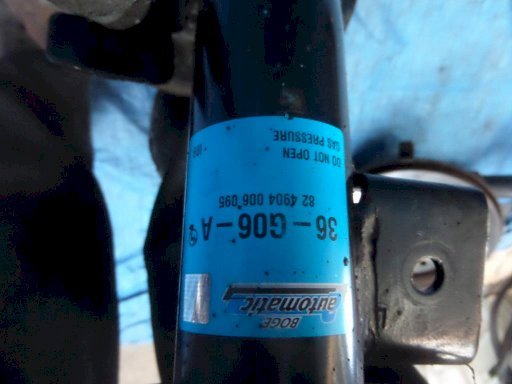 BOGE
automatic
36-G06-A
82 4904 006 095
DO NOT OPEN
GAS PRESSURE